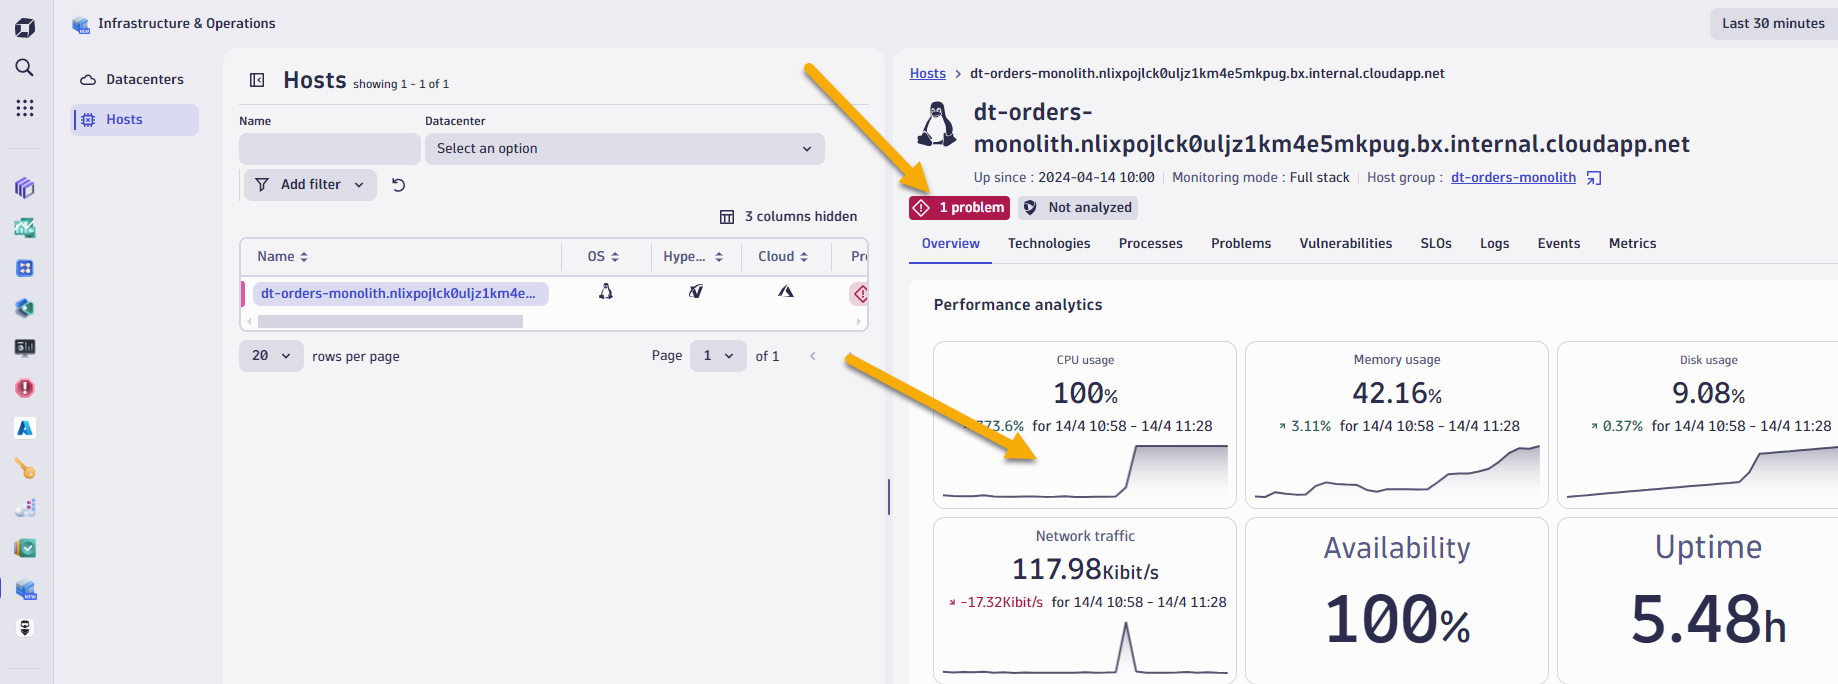 Infrastructure & Operations
Last 30 minutes
Datacenters
Hosts
Hosts showing 1 - 1 of 1
Name
Datacenter
Select an option
Add filter
3 columns hidden
Name OS Hype... Cloud
dt-orders-monolith.nlixpojlck0uljz1km4e...
20 rows per page
Page 1 of 1
Hosts > dt-orders-monolith.nlixpojlck0uljz1km4e5mkpug.bx.internal.cloudapp.net
dt-orders-
monolith.nlixpojlck0uljz1km4e5mkpug.bx.internal.cloudapp.net
Up since : 2024-04-14 10:00 Monitoring mode : Full stack Host group : dt-orders-monolith
1 problem Not analyzed
Overview Technologies Processes Problems Vulnerabilities SLOs Logs Events Metrics
Performance analytics
CPU usage
100%
773.6% for 14/4 10:58 - 14/4 11:28
Memory usage
42.16%
3.11% for 14/4 10:58 - 14/4 11:28
Disk usage
9.08%
0.37% for 14/4 10:58 - 14/4 11:28
Network traffic
117.98Kibit/s
-17.32Kibit/s for 14/4 10:58 - 14/4 11:28
Availability
100%
Uptime
5.48h